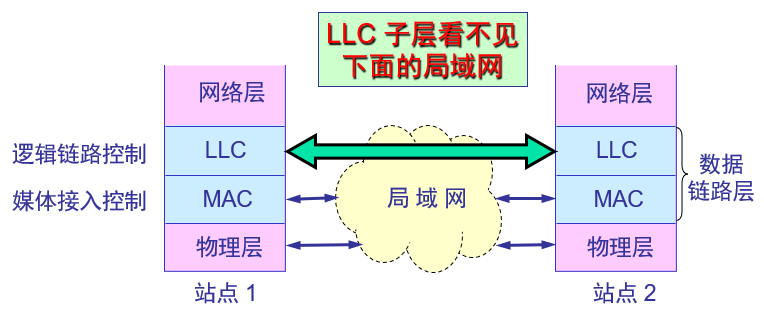 LLC 子层看不见
下面的局域网
网络层
网络层
逻辑链路控制
LLC
LLC
数据
链路层
媒体接入控制
MAC
局 域 网
MAC
物理层
物理层
站点 1
站点 2